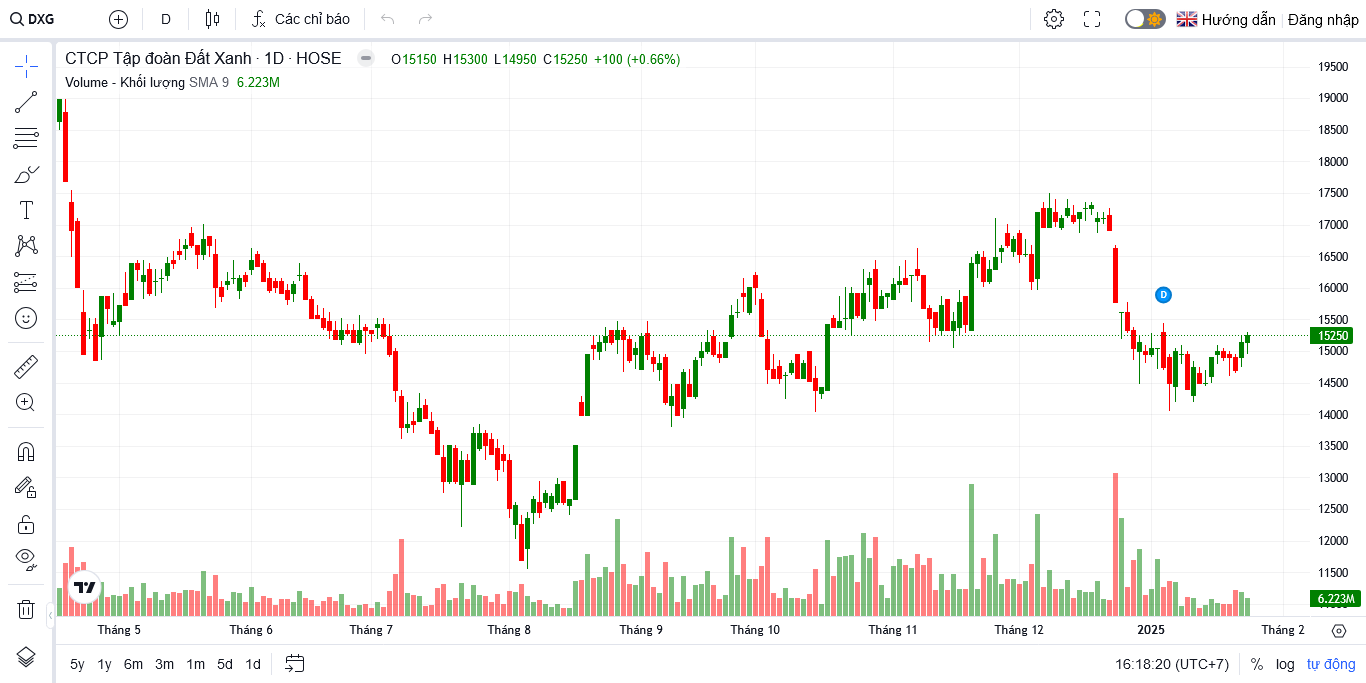 DXG D Các chỉ báo Hướng dẫn Đăng nhập
CTCP Tập đoàn Đất Xanh · 1D · HOSE O15150 H15300 L14950 C15250 +100 (+0.66%)
Volume - Khối lượng SMA 9 6.223M
19500
19000
18500
18000
17500
17000
16500
16000
D
15500
15250
15000
14500
14000
13500
13000
12500
12000
11500
6.223M
Tháng 5 Tháng 6 Tháng 7 Tháng 8 Tháng 9 Tháng 10 Tháng 11 Tháng 12 2025 Tháng 2
5y 1y 6m 3m 1m 5d 1d 16:18:20 (UTC+7) % log tự động